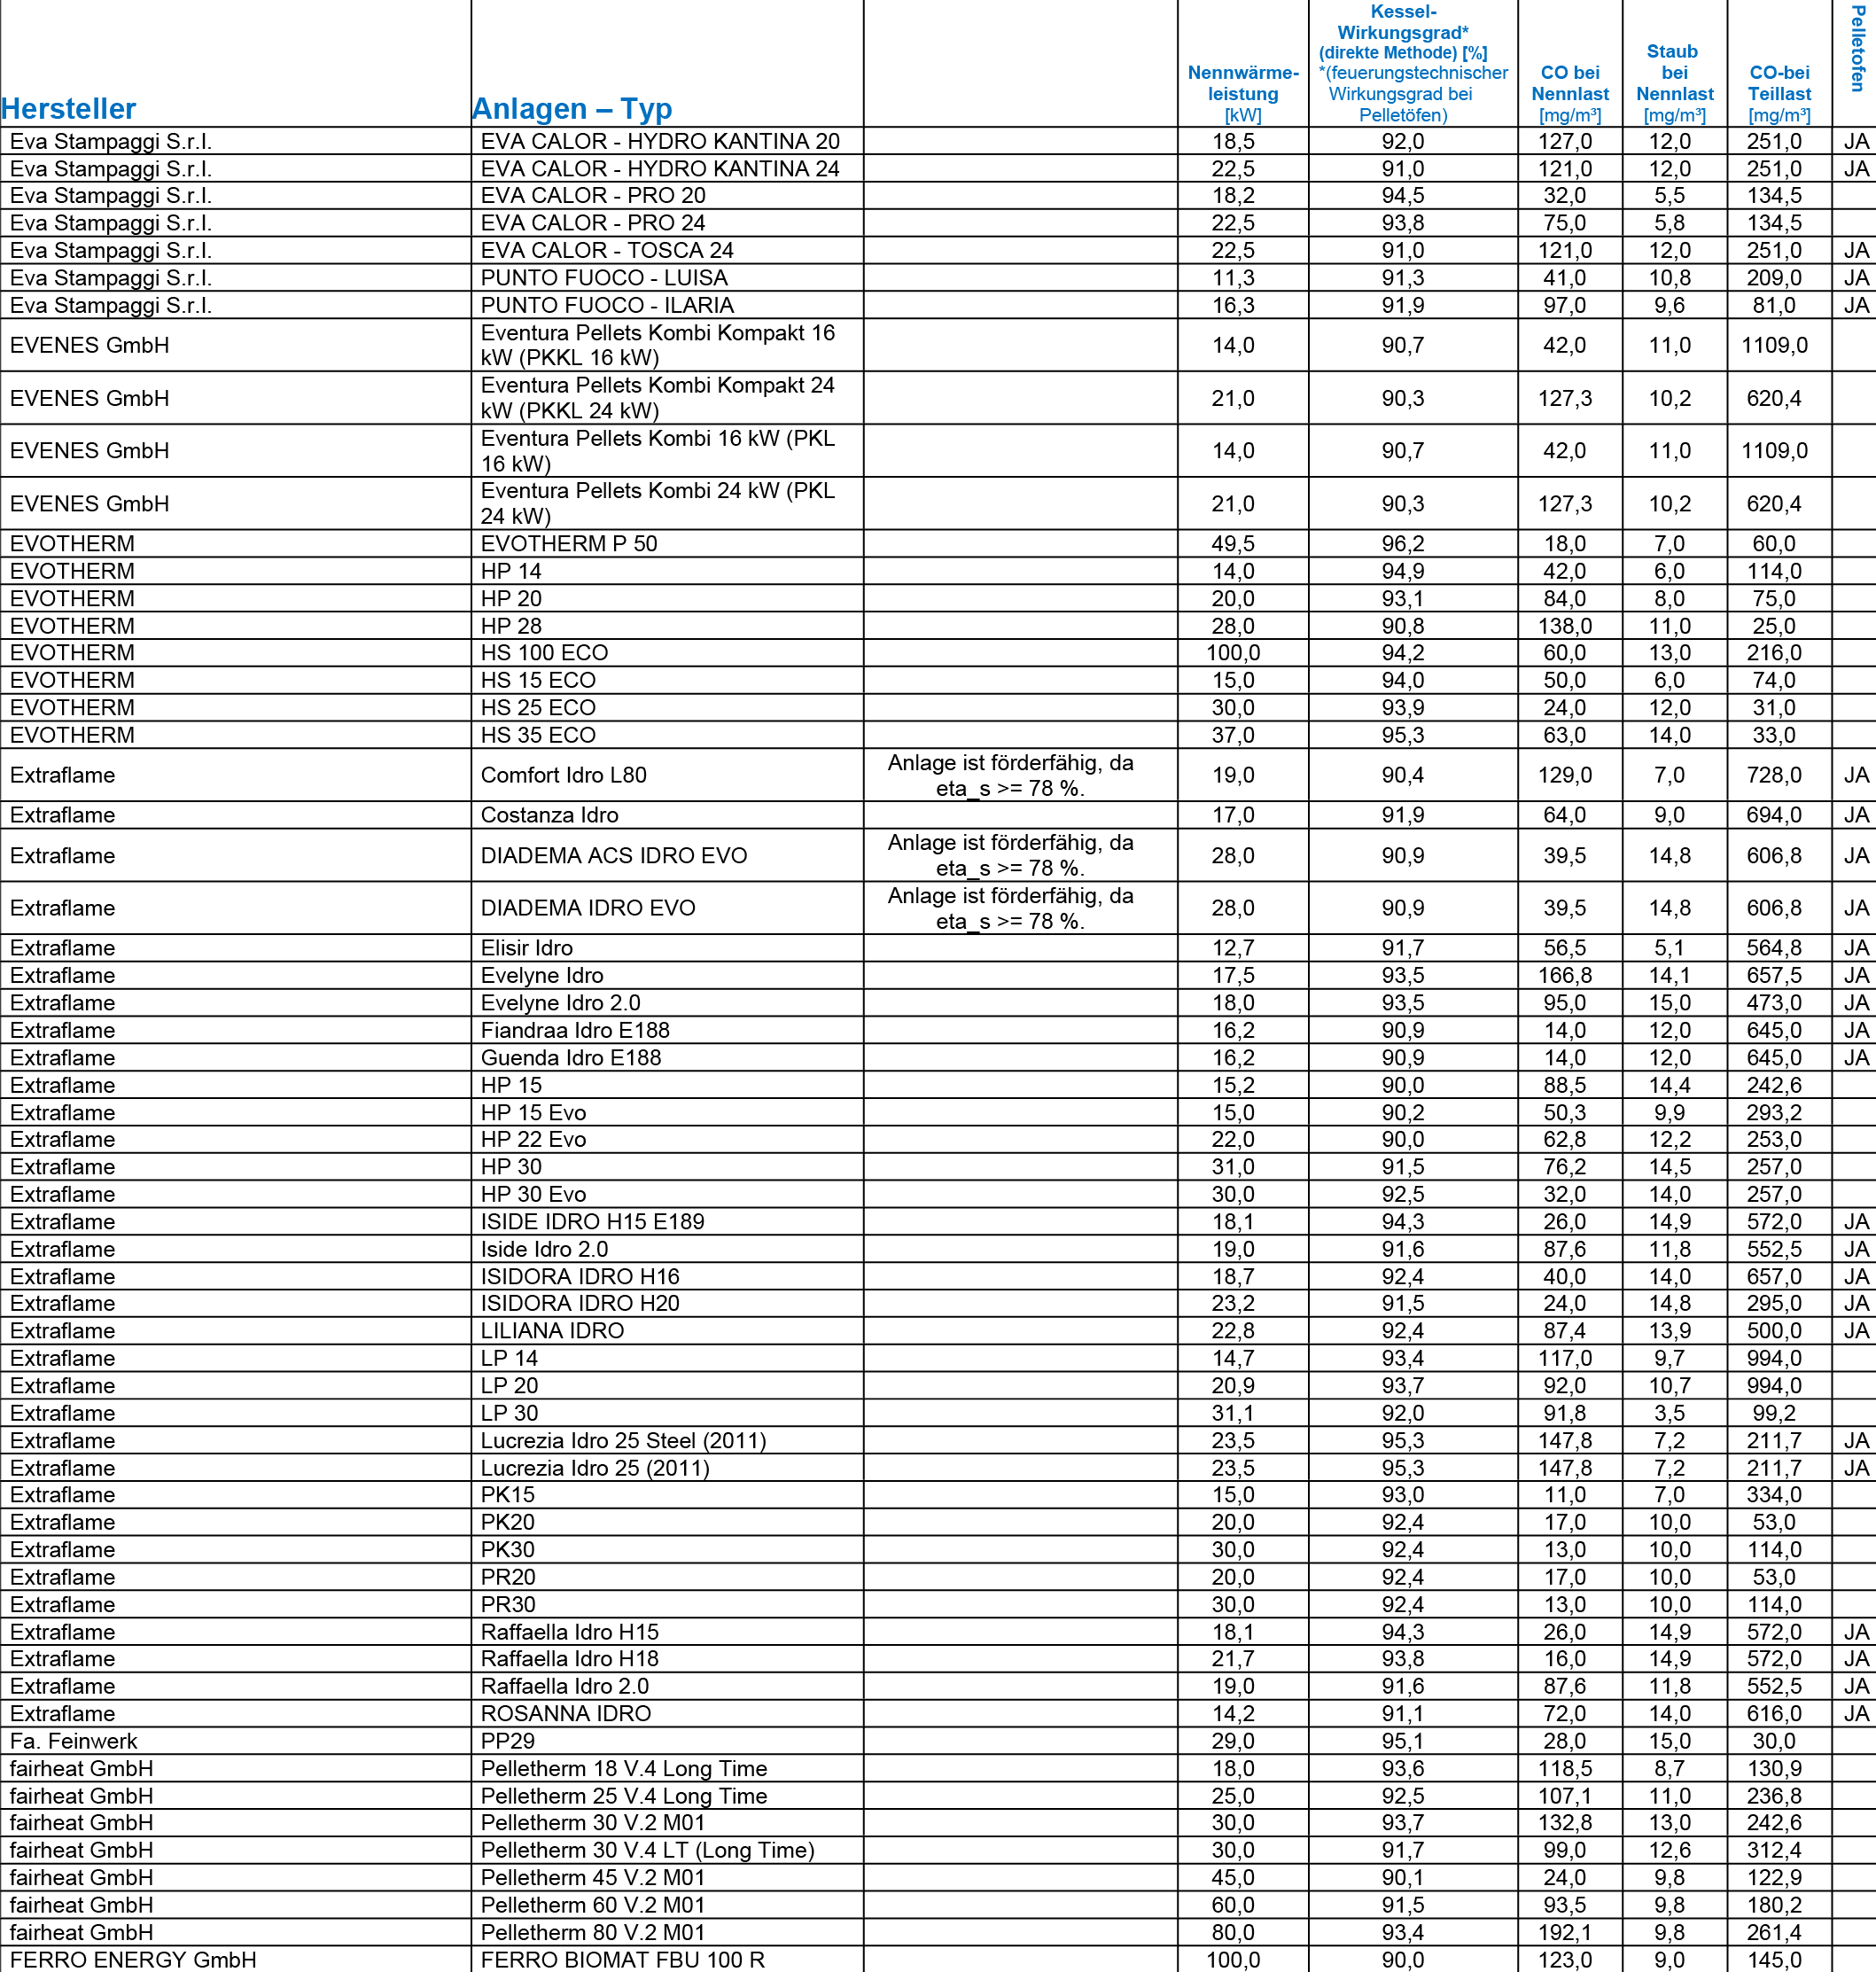 Hersteller Anlagen – Typ Nennwärme-leistung [kW] Kessel-Wirkungsgrad* (direkte Methode) [%] *(feuerungstechnischer Wirkungsgrad bei Pelletöfen) CO bei Nennlast [mg/m³] Staub bei Nennlast [mg/m³] CO-bei Teillast [mg/m³] Pelletofen
Eva Stampaggi S.r.l. EVA CALOR - HYDRO KANTINA 20 18,5 92,0 127,0 12,0 251,0 JA
Eva Stampaggi S.r.l. EVA CALOR - HYDRO KANTINA 24 22,5 91,0 121,0 12,0 251,0 JA
Eva Stampaggi S.r.l. EVA CALOR - PRO 20 18,2 94,5 32,0 5,5 134,5
Eva Stampaggi S.r.l. EVA CALOR - PRO 24 22,5 93,8 75,0 5,8 134,5
Eva Stampaggi S.r.l. EVA CALOR - TOSCA 24 22,5 91,0 121,0 12,0 251,0 JA
Eva Stampaggi S.r.l. PUNTO FUOCO - LUISA 11,3 91,3 41,0 10,8 209,0 JA
Eva Stampaggi S.r.l. PUNTO FUOCO - ILARIA 16,3 91,9 97,0 9,6 81,0 JA
EVENES GmbH Eventura Pellets Kombi Kompakt 16 kW (PKKL 16 kW) 14,0 90,7 42,0 11,0 1109,0
EVENES GmbH Eventura Pellets Kombi Kompakt 24 kW (PKKL 24 kW) 21,0 90,3 127,3 10,2 620,4
EVENES GmbH Eventura Pellets Kombi 16 kW (PKL 16 kW) 14,0 90,7 42,0 11,0 1109,0
EVENES GmbH Eventura Pellets Kombi 24 kW (PKL 24 kW) 21,0 90,3 127,3 10,2 620,4
EVOTHERM EVOTHERM P 50 49,5 96,2 18,0 7,0 60,0
EVOTHERM HP 14 14,0 94,9 42,0 6,0 114,0
EVOTHERM HP 20 20,0 93,1 84,0 8,0 75,0
EVOTHERM HP 28 28,0 90,8 138,0 11,0 25,0
EVOTHERM HS 100 ECO 100,0 94,2 60,0 13,0 216,0
EVOTHERM HS 15 ECO 15,0 94,0 50,0 6,0 74,0
EVOTHERM HS 25 ECO 30,0 93,9 24,0 12,0 31,0
EVOTHERM HS 35 ECO 37,0 95,3 63,0 14,0 33,0
Extraflame Comfort Idro L80 Anlage ist förderfähig, da eta_s >= 78 %. 19,0 90,4 129,0 7,0 728,0 JA
Extraflame Costanza Idro 17,0 91,9 64,0 9,0 694,0 JA
Extraflame DIADEMA ACS IDRO EVO Anlage ist förderfähig, da eta_s >= 78 %. 28,0 90,9 39,5 14,8 606,8 JA
Extraflame DIADEMA IDRO EVO Anlage ist förderfähig, da eta_s >= 78 %. 28,0 90,9 39,5 14,8 606,8 JA
Extraflame Elisir Idro 12,7 91,7 56,5 5,1 564,8 JA
Extraflame Evelyne Idro 17,5 93,5 166,8 14,1 657,5 JA
Extraflame Evelyne Idro 2.0 18,0 93,5 95,0 15,0 473,0 JA
Extraflame Fiandraa Idro E188 16,2 90,9 14,0 12,0 645,0 JA
Extraflame Guenda Idro E188 16,2 90,9 14,0 12,0 645,0 JA
Extraflame HP 15 15,2 90,0 88,5 14,4 242,6
Extraflame HP 15 Evo 15,0 90,2 50,3 9,9 293,2
Extraflame HP 22 Evo 22,0 90,0 62,8 12,2 253,0
Extraflame HP 30 31,0 91,5 76,2 14,5 257,0
Extraflame HP 30 Evo 30,0 92,5 32,0 14,0 257,0
Extraflame ISIDE IDRO H15 E189 18,1 94,3 26,0 14,9 572,0 JA
Extraflame Iside Idro 2.0 19,0 91,6 87,6 11,8 552,5 JA
Extraflame ISIDORA IDRO H16 18,7 92,4 40,0 14,0 657,0 JA
Extraflame ISIDORA IDRO H20 23,2 91,5 24,0 14,8 295,0 JA
Extraflame LILIANA IDRO 22,8 92,4 87,4 13,9 500,0 JA
Extraflame LP 14 14,7 93,4 117,0 9,7 994,0
Extraflame LP 20 20,9 93,7 92,0 10,7 994,0
Extraflame LP 30 31,1 92,0 91,8 3,5 99,2
Extraflame Lucrezia Idro 25 Steel (2011) 23,5 95,3 147,8 7,2 211,7 JA
Extraflame Lucrezia Idro 25 (2011) 23,5 95,3 147,8 7,2 211,7 JA
Extraflame PK15 15,0 93,0 11,0 7,0 334,0
Extraflame PK20 20,0 92,4 17,0 10,0 53,0
Extraflame PK30 30,0 92,4 13,0 10,0 114,0
Extraflame PR20 20,0 92,4 17,0 10,0 53,0
Extraflame PR30 30,0 92,4 13,0 10,0 114,0
Extraflame Raffaella Idro H15 18,1 94,3 26,0 14,9 572,0 JA
Extraflame Raffaella Idro H18 21,7 93,8 16,0 14,9 572,0 JA
Extraflame Raffaella Idro 2.0 19,0 91,6 87,6 11,8 552,5 JA
Extraflame ROSANNA IDRO 14,2 91,1 72,0 14,0 616,0 JA
Fa. Feinwerk PP29 29,0 95,1 28,0 15,0 30,0
fairheat GmbH Pelletherm 18 V.4 Long Time 18,0 93,6 118,5 8,7 130,9
fairheat GmbH Pelletherm 25 V.4 Long Time 25,0 92,5 107,1 11,0 236,8
fairheat GmbH Pelletherm 30 V.2 M01 30,0 93,7 132,8 13,0 242,6
fairheat GmbH Pelletherm 30 V.4 LT (Long Time) 30,0 91,7 99,0 12,6 312,4
fairheat GmbH Pelletherm 45 V.2 M01 45,0 90,1 24,0 9,8 122,9
fairheat GmbH Pelletherm 60 V.2 M01 60,0 91,5 93,5 9,8 180,2
fairheat GmbH Pelletherm 80 V.2 M01 80,0 93,4 192,1 9,8 261,4
FERRO ENERGY GmbH FERRO BIOMAT FBU 100 R 100,0 90,0 123,0 9,0 145,0